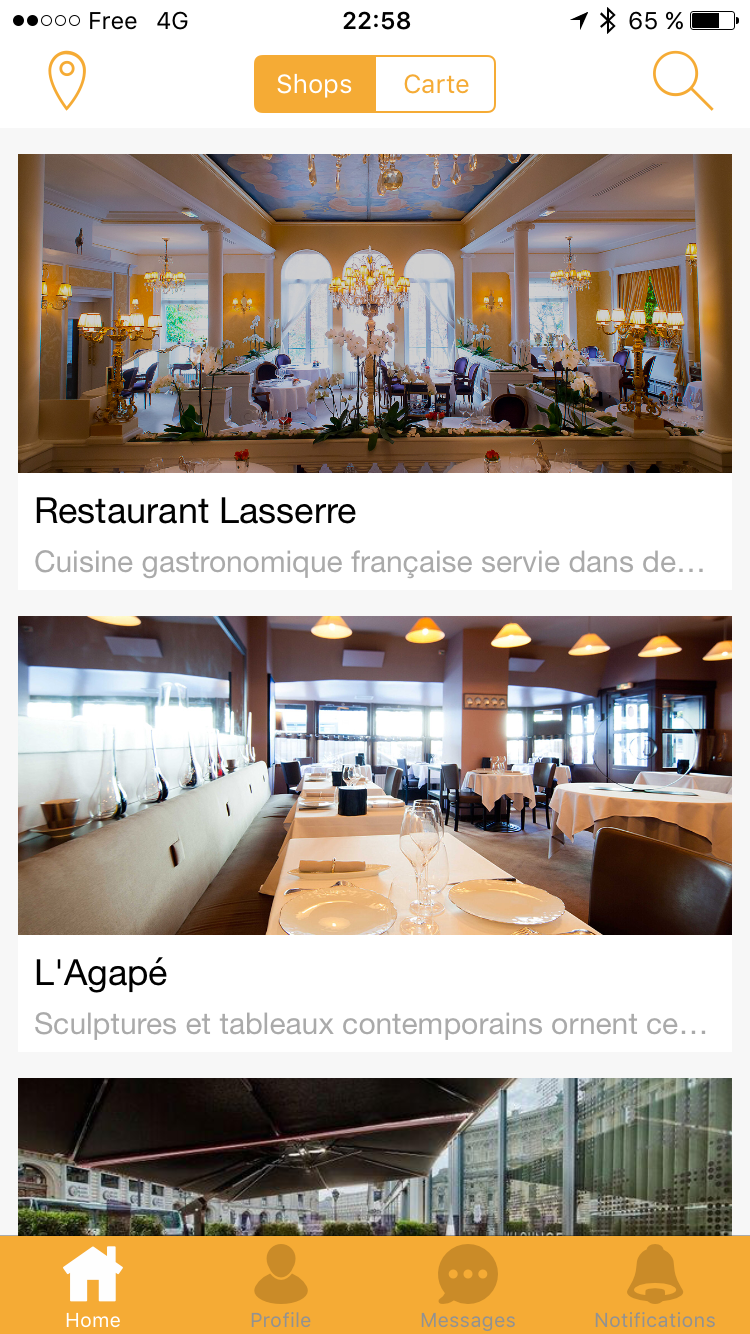 Free 4G 22:58 65 %
Shops Carte
Restaurant Lasserre
Cuisine gastronomique française servie dans de…
L'Agapé
Sculptures et tableaux contemporains ornent ce…
Home Profile Messages Notifications